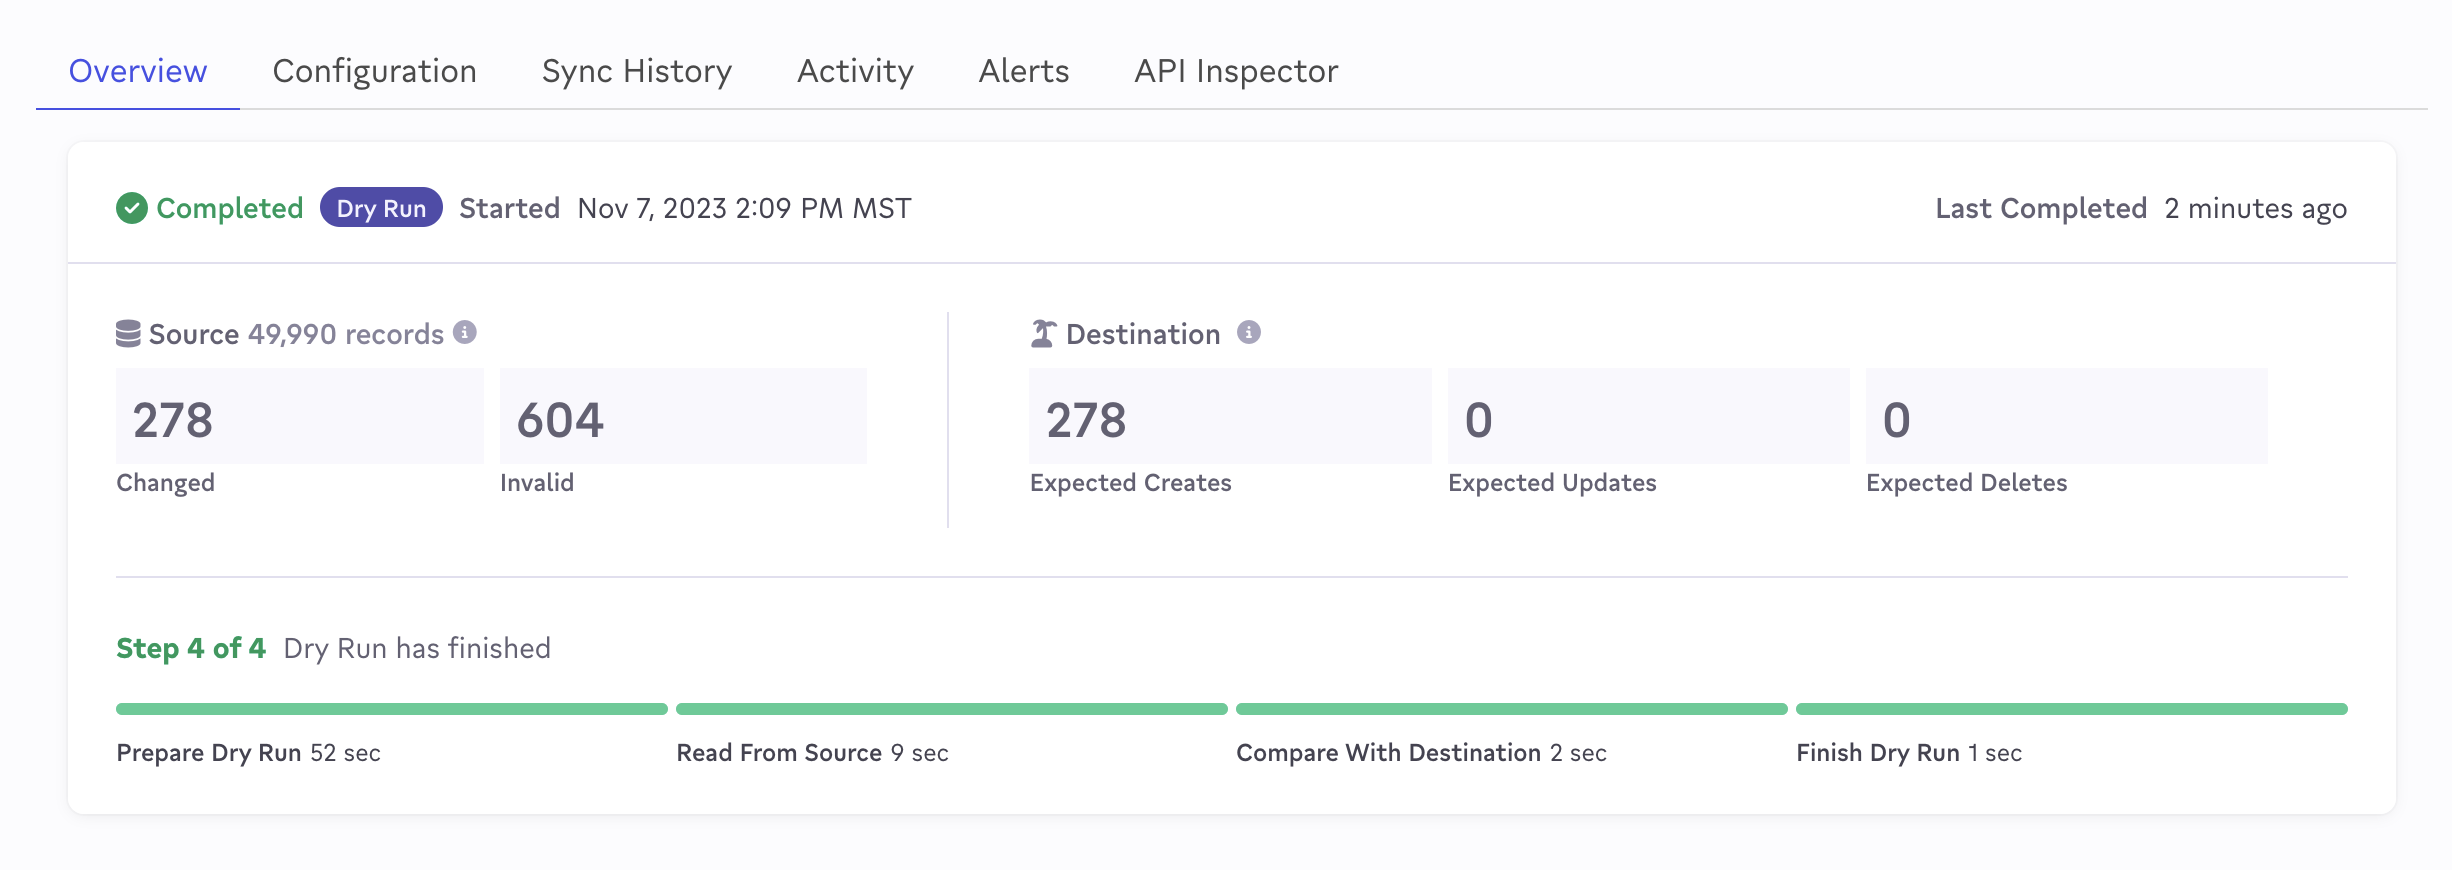 Overview Configuration Sync History Activity Alerts API Inspector
Completed Dry Run Started Nov 7, 2023 2:09 PM MST Last Completed 2 minutes ago
Source 49,990 records
278
Changed
604
Invalid
Destination
278
Expected Creates
0
Expected Updates
0
Expected Deletes
Step 4 of 4 Dry Run has finished
Prepare Dry Run 52 sec
Read From Source 9 sec
Compare With Destination 2 sec
Finish Dry Run 1 sec